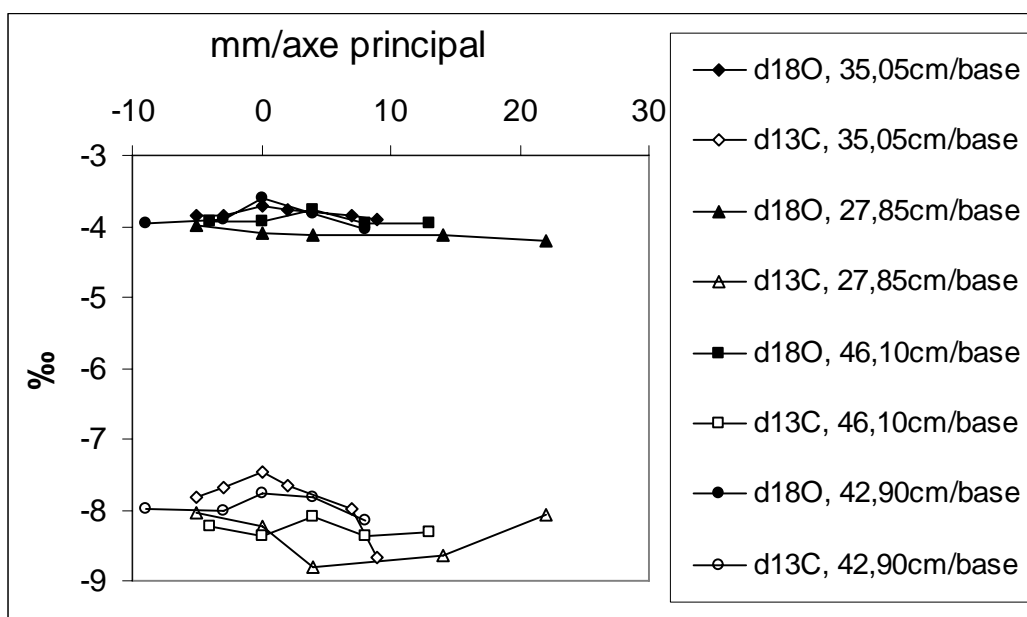 mm/axe principal
-10 0 10 20 30
-3
-4
-5
-6
-7
-8
-9
‰
d18O, 35,05cm/base
d13C, 35,05cm/base
d18O, 27,85cm/base
d13C, 27,85cm/base
d18O, 46,10cm/base
d13C, 46,10cm/base
d18O, 42,90cm/base
d13C, 42,90cm/base